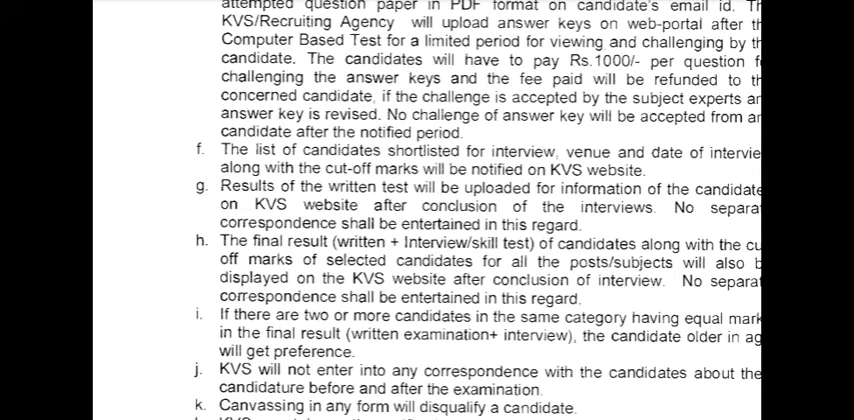 attempted question paper in PDF format on candidate's email id.
KVS/Recruiting Agency will upload answer keys on web-portal after
Computer Based Test for a limited period for viewing and challenging by
candidate. The candidates will have to pay Rs.1000/- per question
challenging the answer keys and the fee paid will be refunded to
concerned candidate, if the challenge is accepted by the subject experts
answer key is revised. No challenge of answer key will be accepted from
candidate after the notified period.
f. The list of candidates shortlisted for interview, venue and date of
along with the cut-off marks will be notified on KVS website.
g. Results of the written test will be uploaded for information of the
on KVS website after conclusion of the interviews. No
correspondence shall be entertained in this regard.
h. The final result (written + Interview/skill test) of candidates along with the
off marks of selected candidates for all the posts/subjects will also
displayed on the KVS website after conclusion of interview. No
correspondence shall be entertained in this regard.
i. If there are two or more candidates in the same category having equal
in the final result (written examination+ interview), the candidate older in
will get preference.
j. KVS will not enter into any correspondence with the candidates about the
candidature before and after the examination.
k. Canvassing in any form will disqualify a candidate.